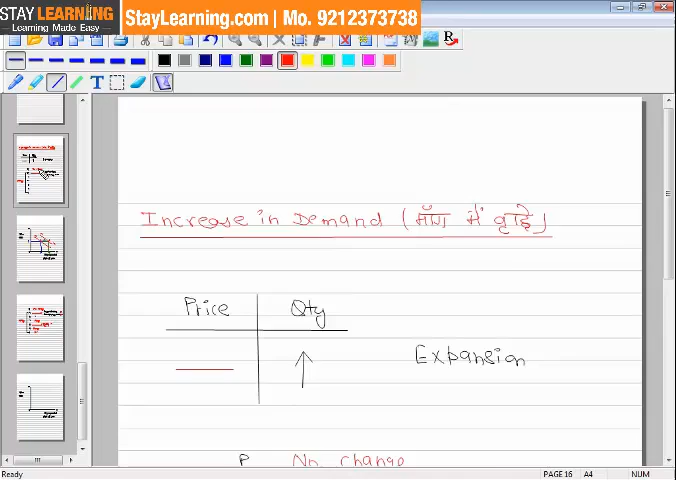 STAY LEARNING
Learning Made Easy
StayLearning.com | Mo. 9212373738
T
R
Increase in Demand (माँग में वृद्धि)
Price Qty
Expansion
P No change
Ready
PAGE 16 A4